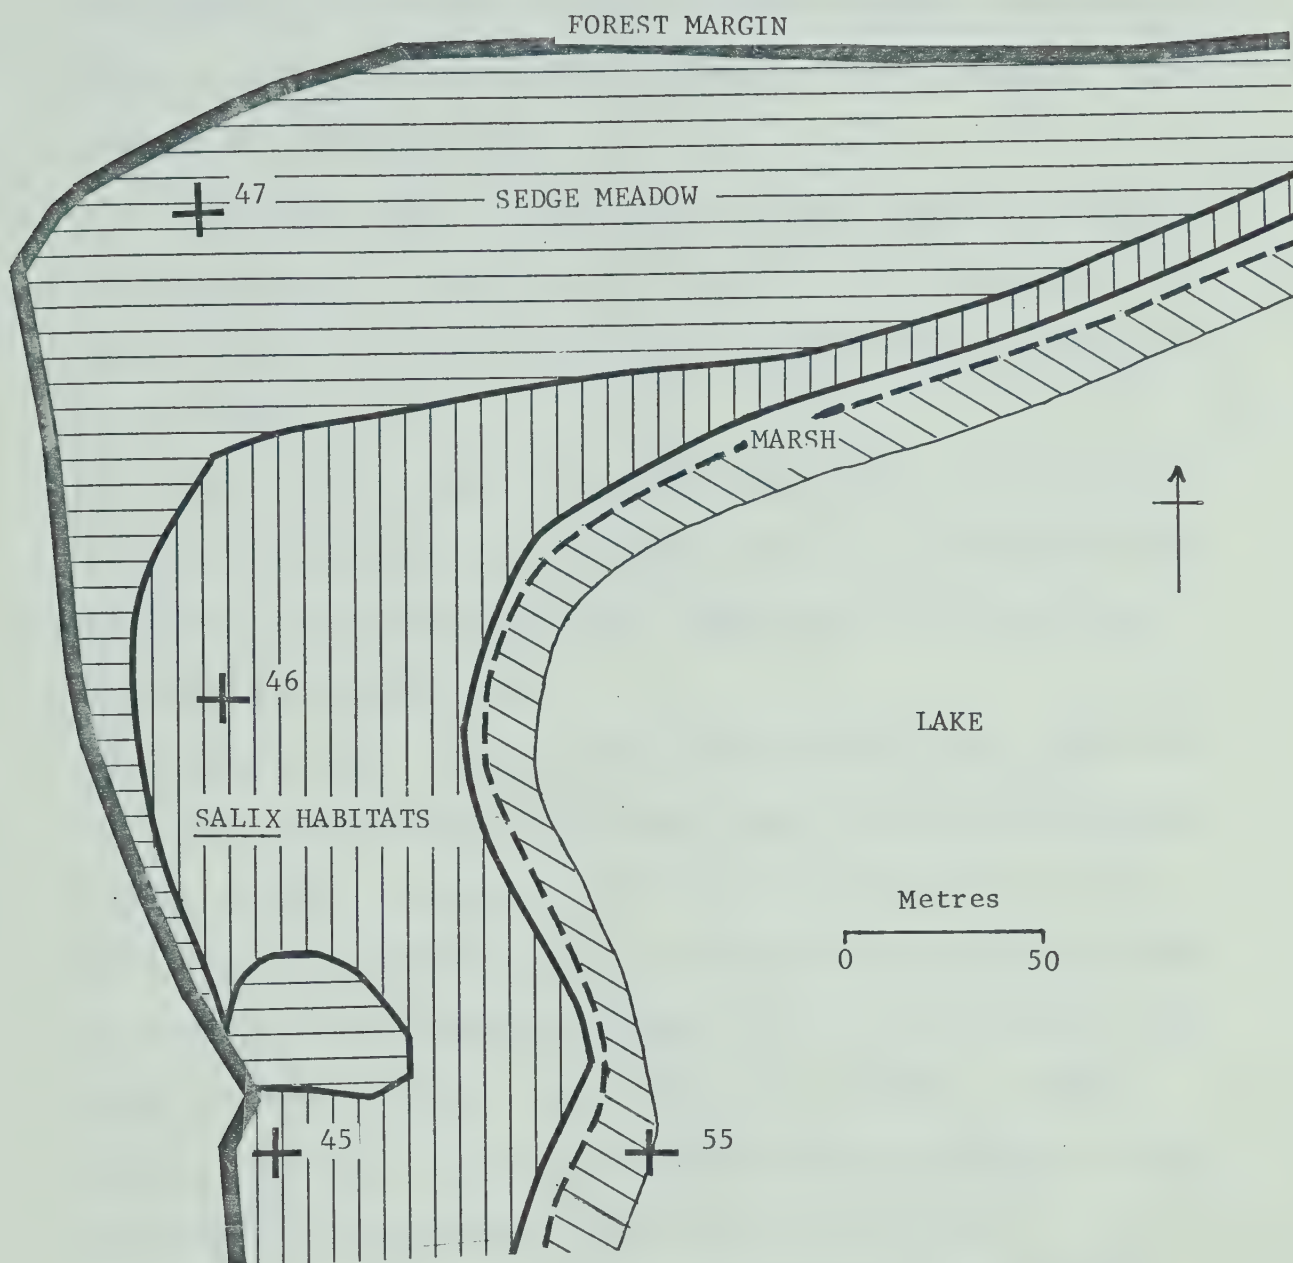 FOREST MARGIN
47
SEDGE MEADOW
MARSH
46
LAKE
SALIX HABITATS
Metres
0 50
45
55